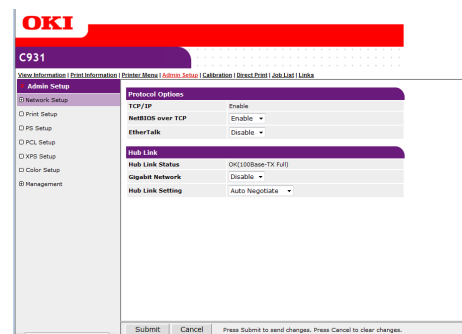 OKI
C931
View Information | Print Information | Printer Menu | Admin Setup | Calibration | Direct Print | Job List | Links
Admin Setup
Network Setup
Print Setup
PS Setup
PCL Setup
XPS Setup
Color Setup
Management
Protocol Options
TCP/IP Enable
NetBIOS over TCP Enable
EtherTalk Disable
Hub Link
Hub Link Status OK(100Base-TX Full)
Gigabit Network Disable
Hub Link Setting Auto Negotiate
Submit Cancel Press Submit to send changes. Press Cancel to clear changes.